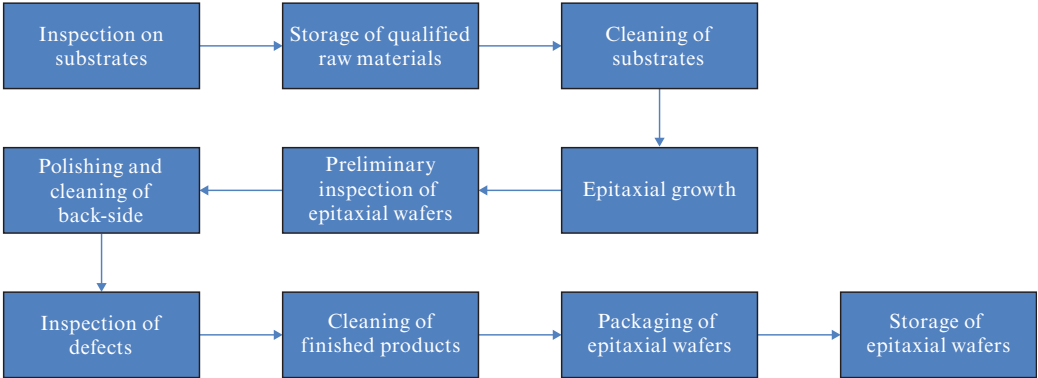 Inspection on
substrates
Storage of qualified
raw materials
Cleaning of
substrates
Polishing and
cleaning of
back-side
Preliminary
inspection of
epitaxial wafers
Epitaxial growth
Inspection of
defects
Cleaning of
finished products
Packaging of
epitaxial wafers
Storage of
epitaxial wafers